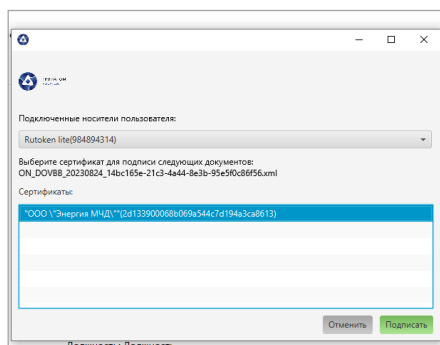 Подключенные носители пользователя:
Rutoken lite(984894314)
Выберите сертификат для подписи следующих документов:
ON_DOVBB_20230824_14bc165e-21c3-4a44-8e3b-95e5f0c86f56.xml
Сертификаты:
"ООО \"Энергия МЧД\""(2d133900068b069a544c7d194a3ca8613)
Отменить
Подписать